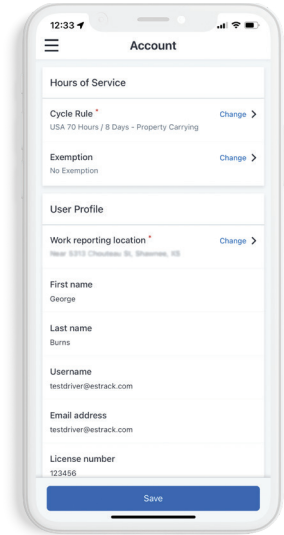 12:33
Account
Hours of Service
Cycle Rule *
Change
USA 70 Hours / 8 Days - Property Carrying
Exemption
Change
No Exemption
User Profile
Work reporting location *
Change
First name
George
Last name
Burns
Username
testdriver@estrack.com
Email address
testdriver@estrack.com
License number
123456
Save